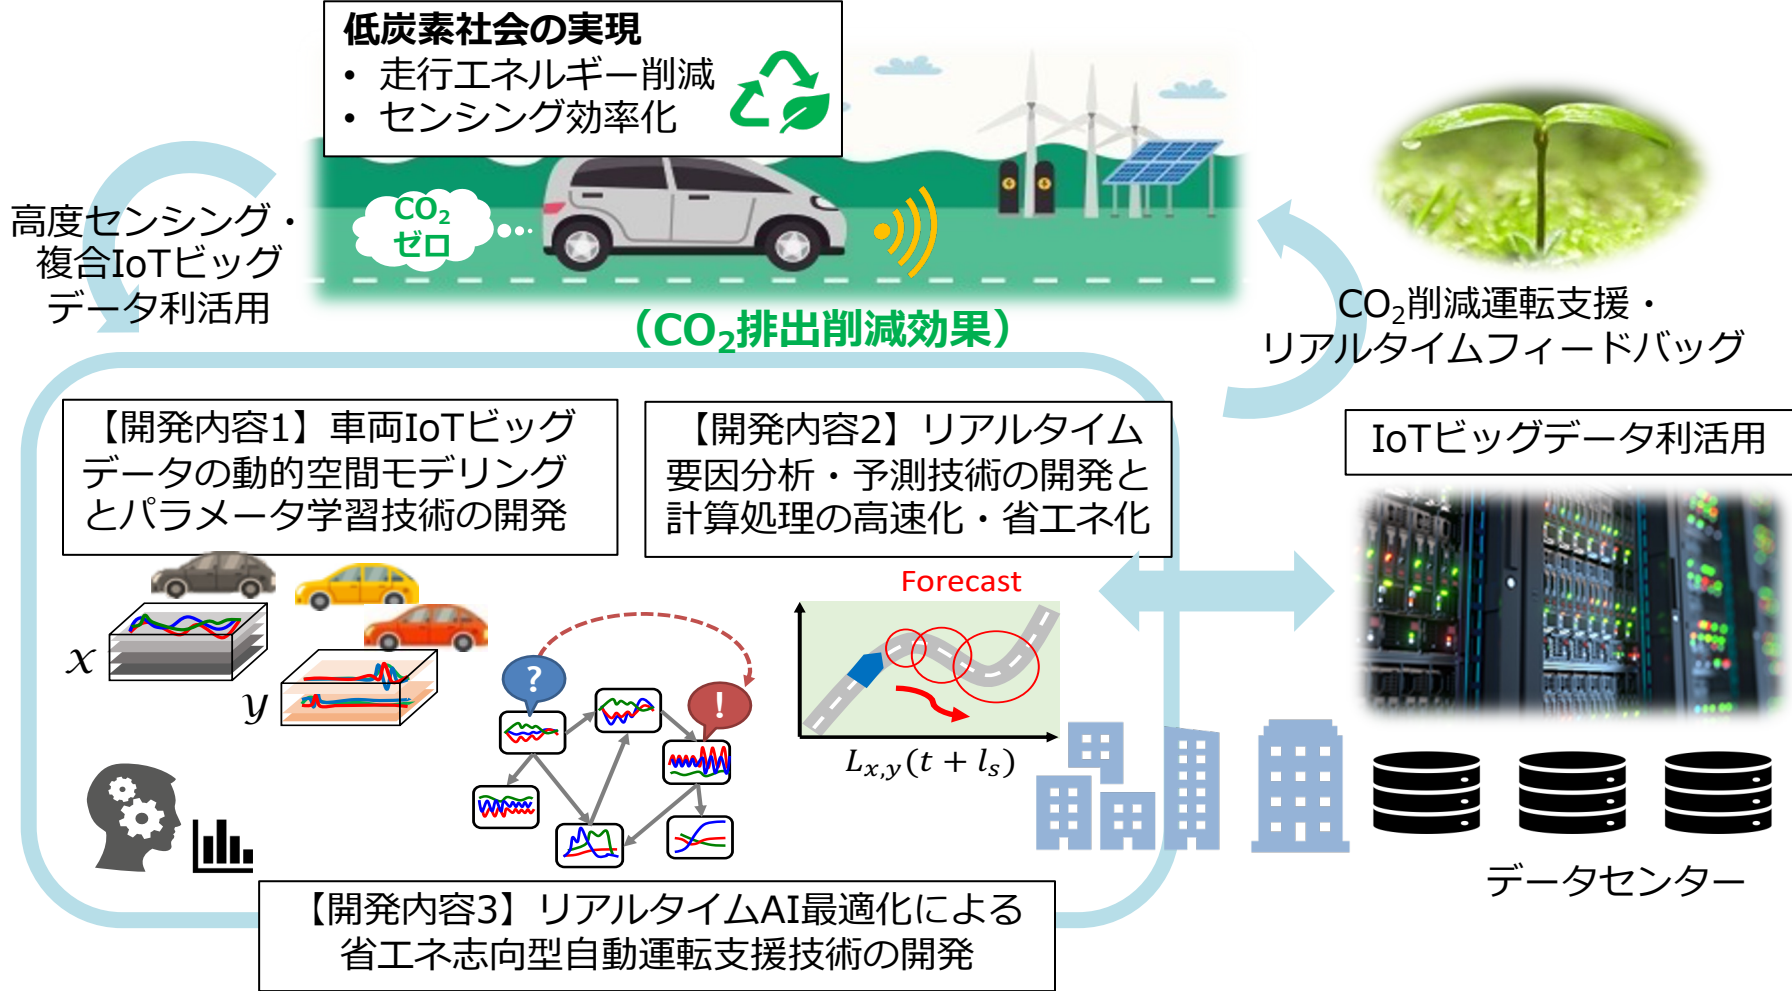 低炭素社会の実現
• 走行エネルギー削減
• センシング効率化
CO₂
ゼロ
高度センシング・
複合IoTビッグ
データ利活用
（CO₂排出削減効果）
CO₂削減運転支援・
リアルタイムフィードバッグ
【開発内容1】車両IoTビッグ
データの動的空間モデリング
とパラメータ学習技術の開発
【開発内容2】リアルタイム
要因分析・予測技術の開発と
計算処理の高速化・省エネ化
IoTビッグデータ利活用
Forecast
x
y
?
!
L_{x,y}(t + l_s)
データセンター
【開発内容3】リアルタイムAI最適化による
省エネ志向型自動運転支援技術の開発